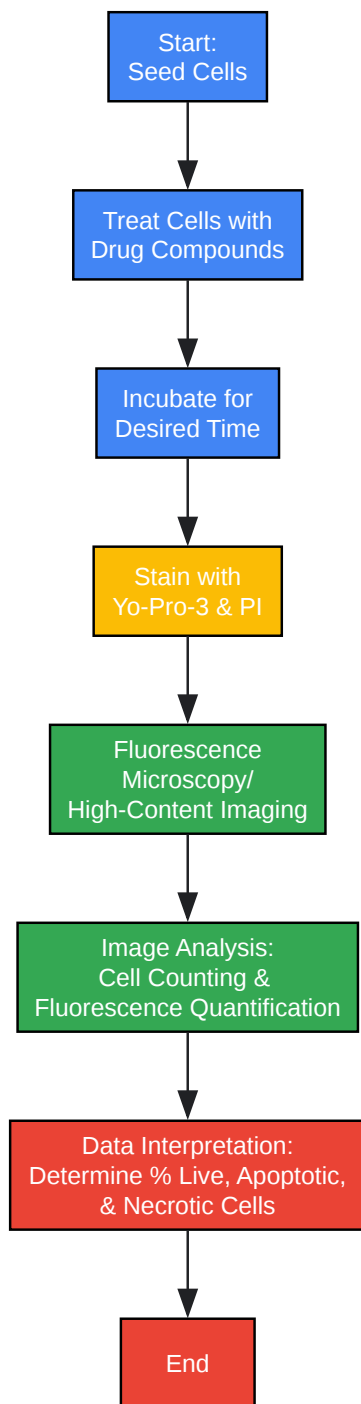 Start:
Seed Cells
Treat Cells with
Drug Compounds
Incubate for
Desired Time
Stain with
Yo-Pro-3 & PI
Fluorescence
Microscopy/
High-Content Imaging
Image Analysis:
Cell Counting &
Fluorescence Quantification
Data Interpretation:
Determine % Live, Apoptotic,
& Necrotic Cells
End